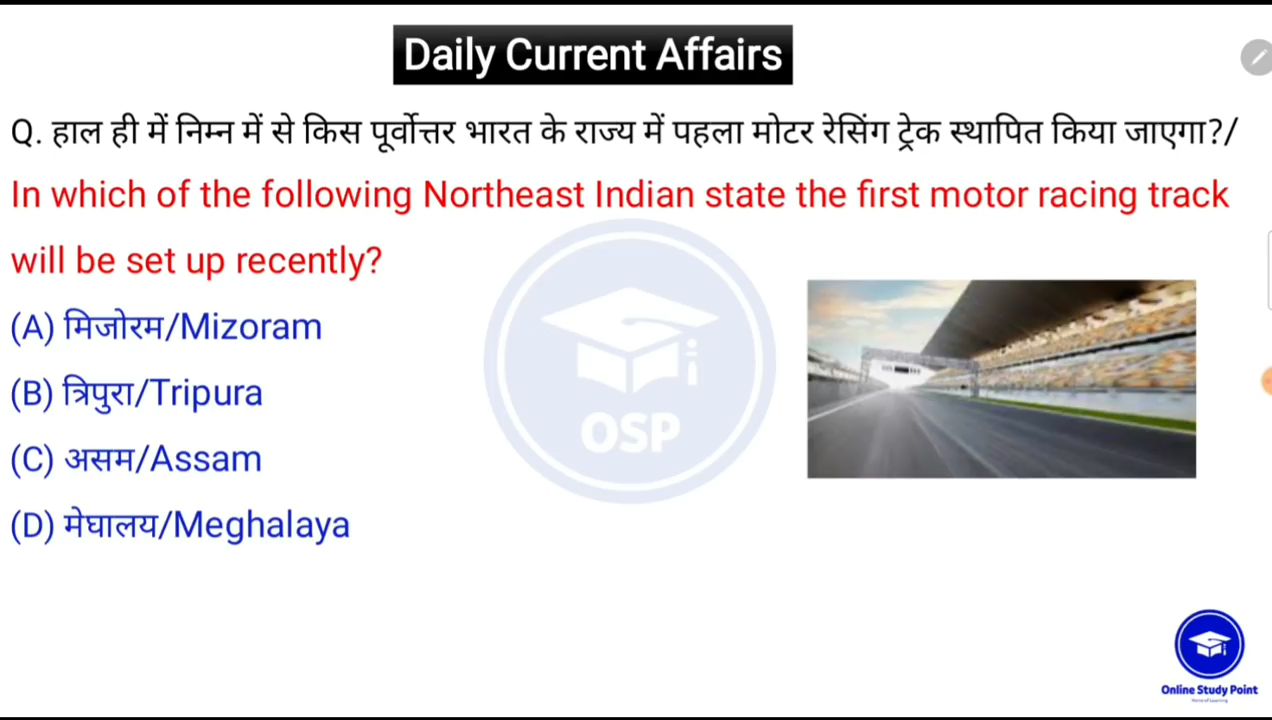 Daily Current Affairs
Q. हाल ही में निम्न में से किस पूर्वोत्तर भारत के राज्य में पहला मोटर रेसिंग ट्रेक स्थापित किया जाएगा?/
In which of the following Northeast Indian state the first motor racing track
will be set up recently?
(A) मिजोरम/Mizoram
(B) त्रिपुरा/Tripura
(C) असम/Assam
(D) मेघालय/Meghalaya
OSP
Online Study Point